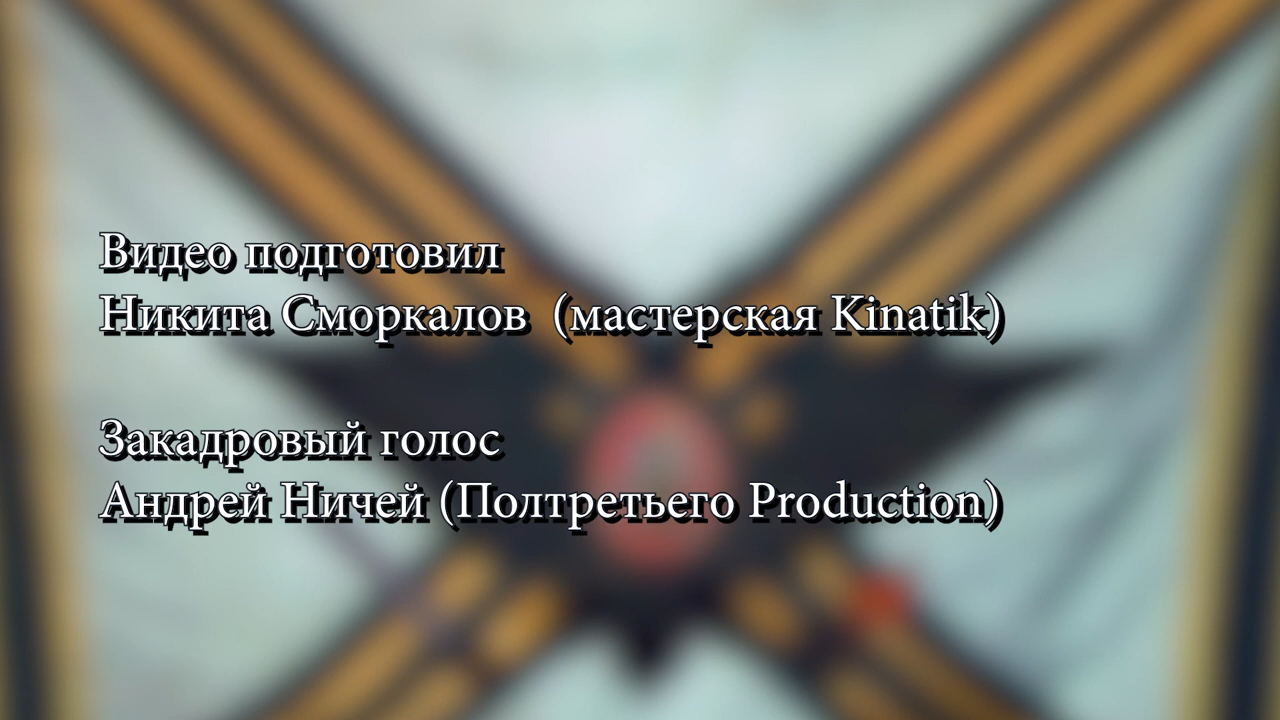 Видео подготовил
Никита Сморкалов (мастерская Kinatik)
Закадровый голос
Андрей Ничей (Полтретьего Production)